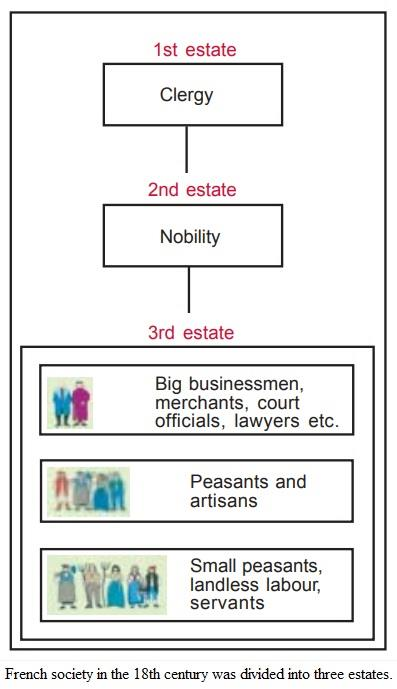 1st estate
Clergy
2nd estate
Nobility
3rd estate
Big businessmen,
merchants, court
officials, lawyers etc.
Peasants and
artisans
Small peasants,
landless labour,
servants
French society in the 18th century was divided into three estates.